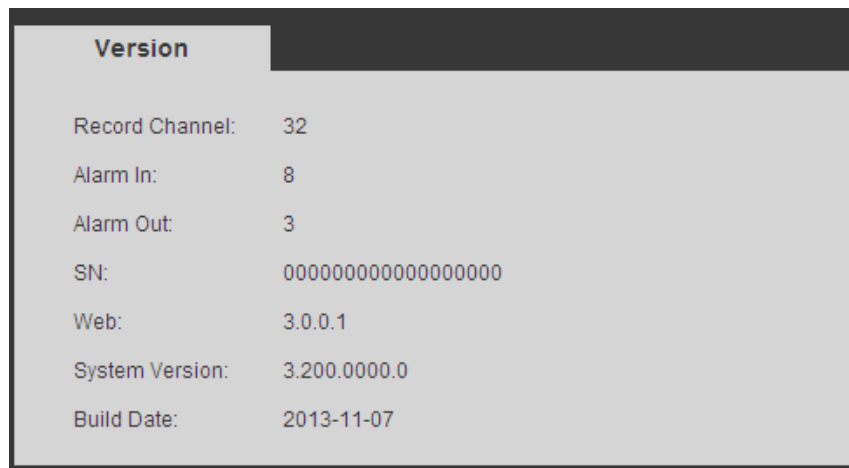 Version
Record Channel: 32
Alarm In: 8
Alarm Out: 3
SN: 000000000000000000
Web: 3.0.0.1
System Version: 3.200.0000.0
Build Date: 2013-11-07